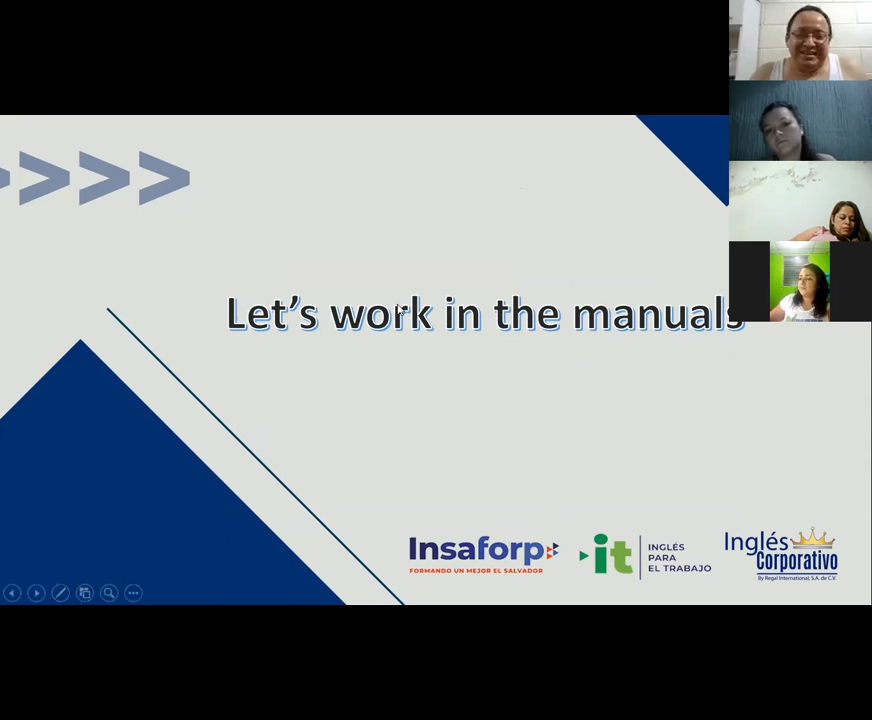 Let's work in the manuals
Insaforp
FORMANDO UN MEJOR EL SALVADOR
it
INGLÉS
PARA
EL TRABAJO
Inglés
Corporativo
By Regal International, S.A. de C.V.